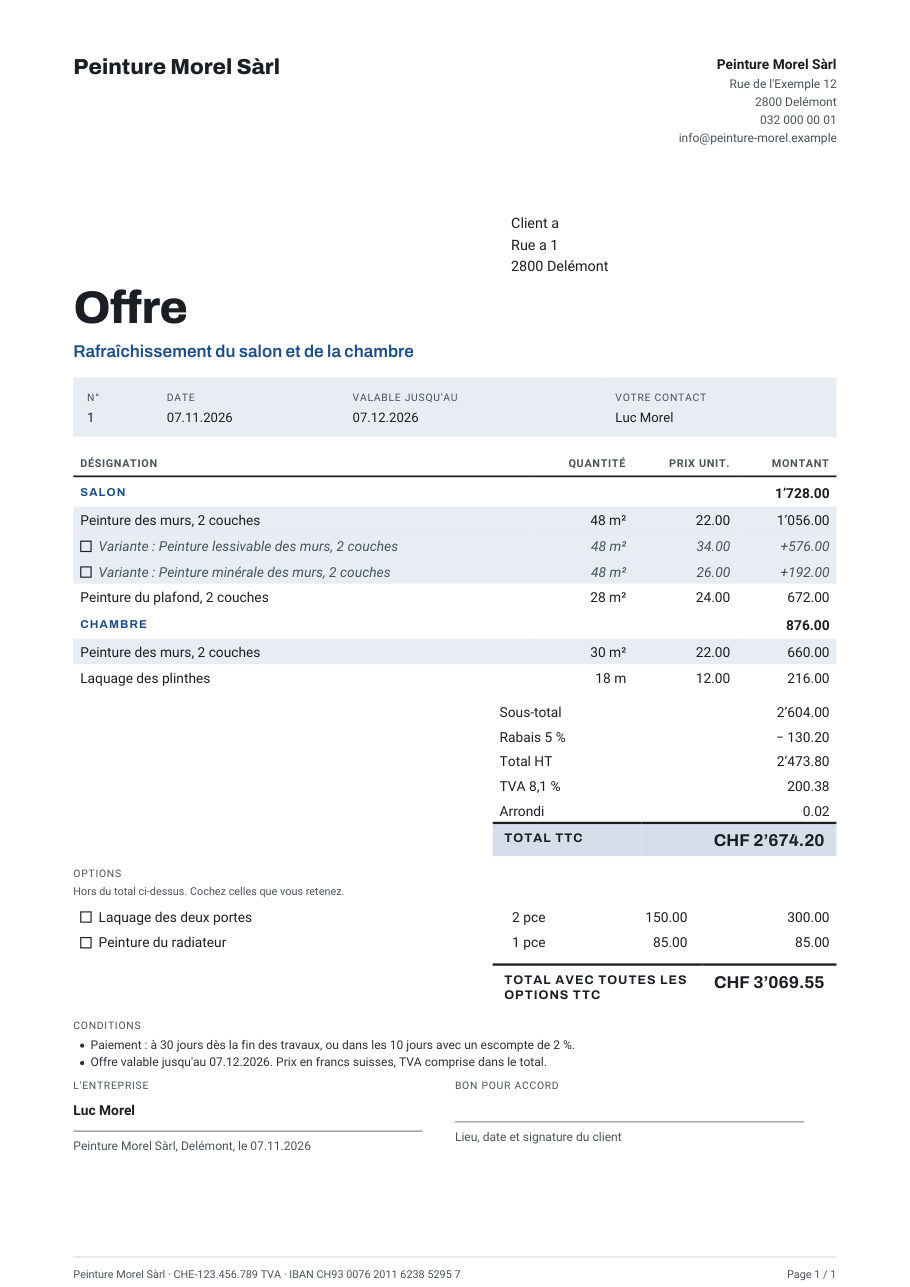 Peinture Morel Sàrl
Peinture Morel Sàrl
Rue de l'Exemple 12
2800 Delémont
032 000 00 01
info@peinture-morel.example
Client a
Rue a 1
2800 Delémont
Offre
Rafraîchissement du salon et de la chambre
N° DATE VALABLE JUSQU'AU VOTRE CONTACT
1 07.11.2026 07.12.2026 Luc Morel
DÉSIGNATION QUANTITÉ PRIX UNIT. MONTANT
SALON 1’728.00
Peinture des murs, 2 couches 48 m² 22.00 1’056.00
☐ Variante : Peinture lessivable des murs, 2 couches 48 m² 34.00 +576.00
☐ Variante : Peinture minérale des murs, 2 couches 48 m² 26.00 +192.00
Peinture du plafond, 2 couches 28 m² 24.00 672.00
CHAMBRE 876.00
Peinture des murs, 2 couches 30 m² 22.00 660.00
Laquage des plinthes 18 m 12.00 216.00
Sous-total 2’604.00
Rabais 5 % − 130.20
Total HT 2’473.80
TVA 8,1 % 200.38
Arrondi 0.02
TOTAL TTC CHF 2’674.20
OPTIONS
Hors du total ci-dessus. Cochez celles que vous retenez.
☐ Laquage des deux portes 2 pce 150.00 300.00
☐ Peinture du radiateur 1 pce 85.00 85.00
TOTAL AVEC TOUTES LES CHF 3’069.55
OPTIONS TTC
CONDITIONS
• Paiement : à 30 jours dès la fin des travaux, ou dans les 10 jours avec un escompte de 2 %.
• Offre valable jusqu'au 07.12.2026. Prix en francs suisses, TVA comprise dans le total.
L'ENTREPRISE BON POUR ACCORD
Luc Morel
Peinture Morel Sàrl, Delémont, le 07.11.2026 Lieu, date et signature du client
Peinture Morel Sàrl · CHE-123.456.789 TVA · IBAN CH93 0076 2011 6238 5295 7 Page 1 / 1